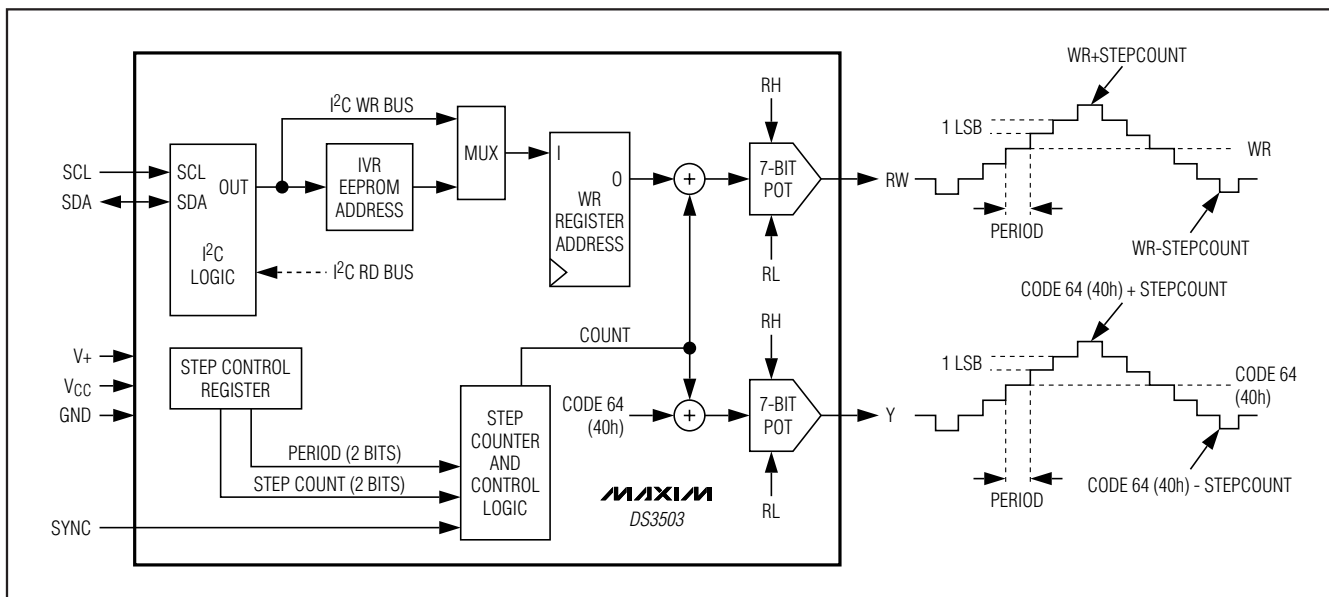 WR+STEPCOUNT
RH
I²C WR BUS
1 LSB
MUX
I
SCL
SCL
OUT
IVR
EEPROM
ADDRESS
O
WR
REGISTER
ADDRESS
+
7-BIT
POT
RW
WR
SDA
SDA
I²C
LOGIC
I²C RD BUS
RL
PERIOD
WR-STEPCOUNT
CODE 64 (40h) + STEPCOUNT
RH
COUNT
V+
VCC
GND
STEP CONTROL
REGISTER
1 LSB
CODE 64
(40h)
STEP
COUNTER
AND
CONTROL
LOGIC
CODE 64
(40h)
+
7-BIT
POT
Y
PERIOD (2 BITS)
STEP COUNT (2 BITS)
SYNC
MAXIM
DS3503
RL
PERIOD
CODE 64 (40h) - STEPCOUNT